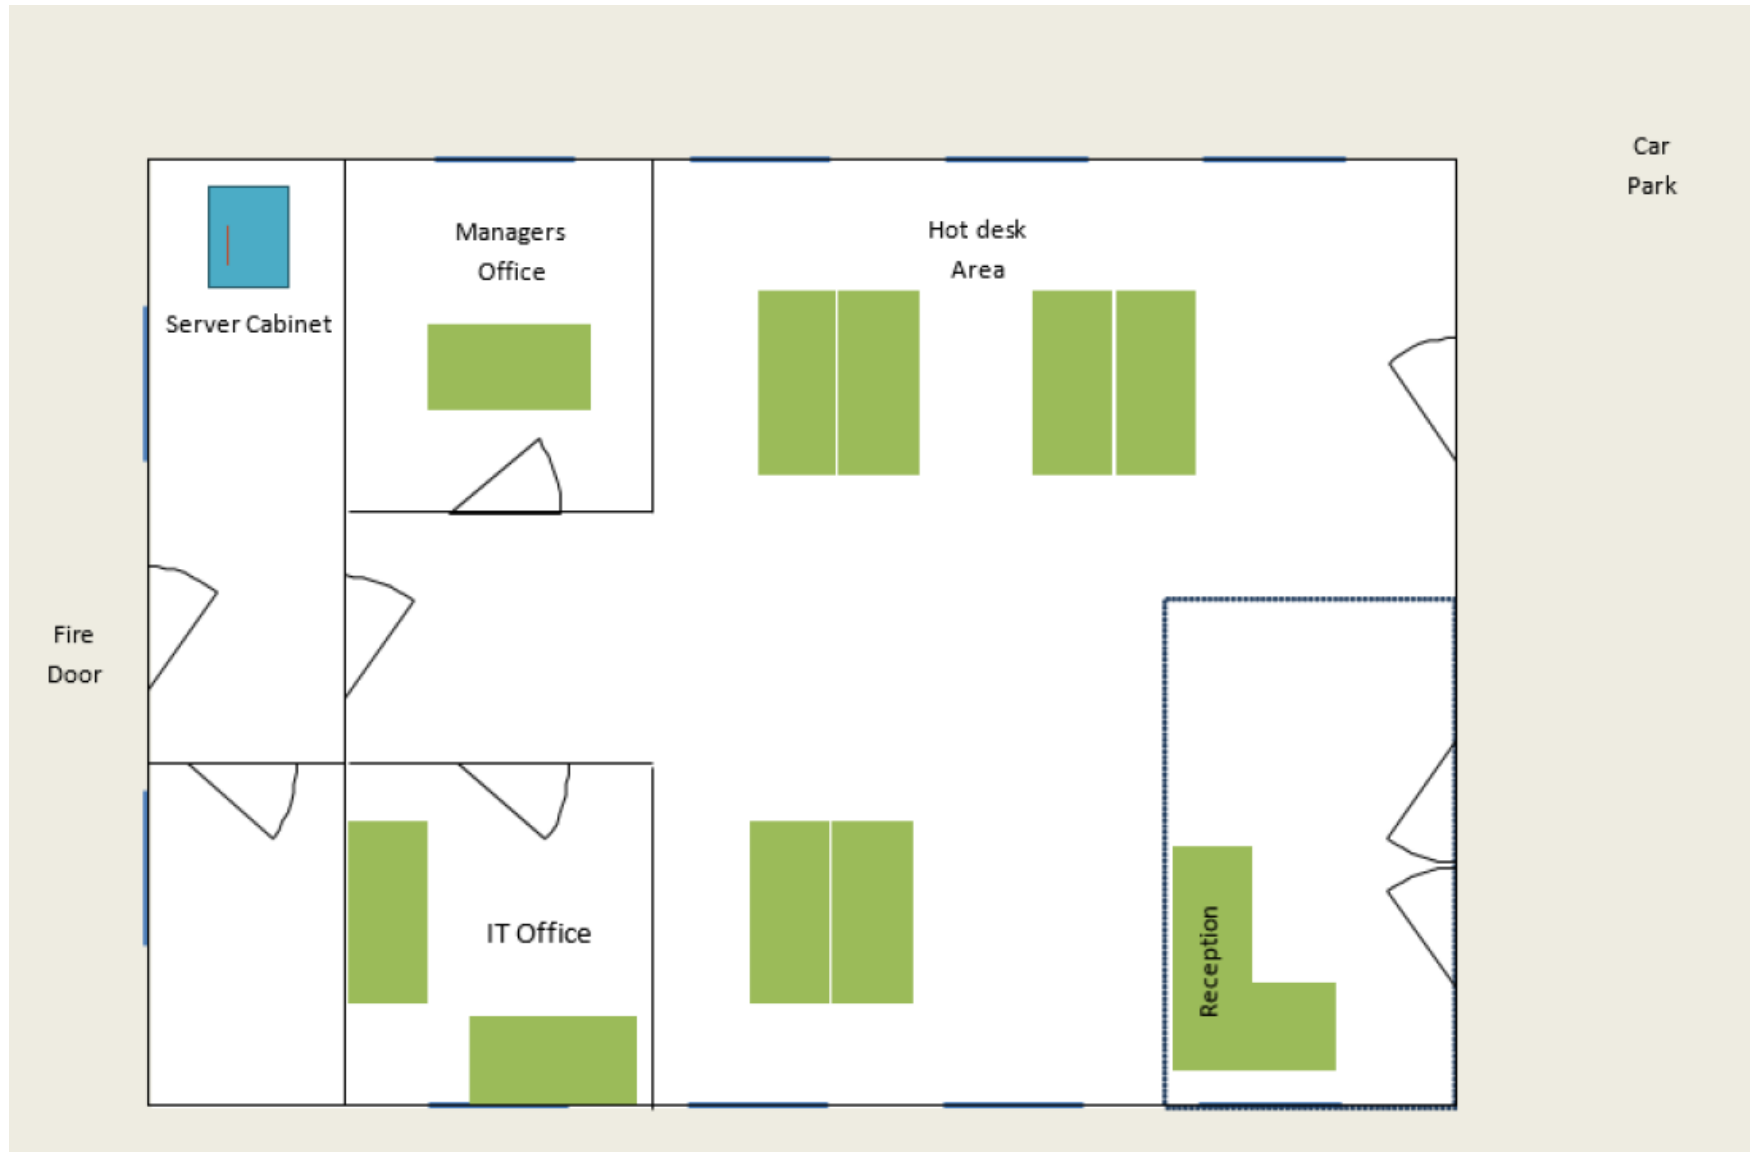 Car
Park
Managers
Office
Hot desk
Area
Server Cabinet
Fire
Door
IT Office
Reception